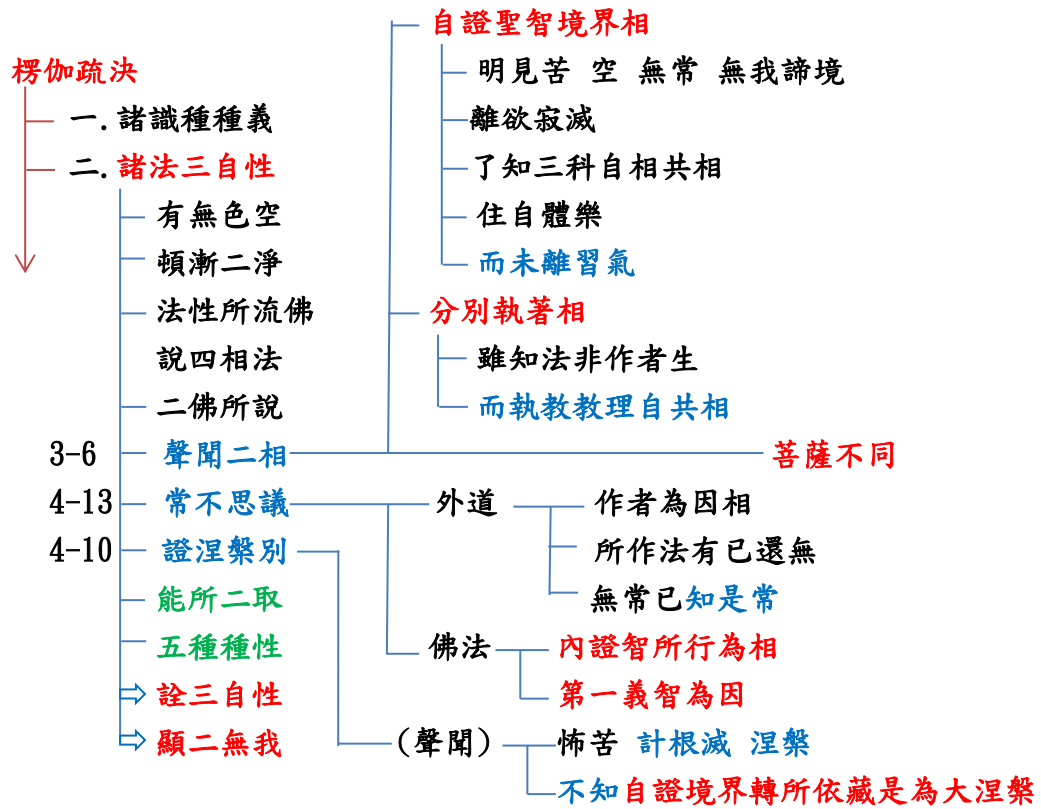 楞伽疏決
一.諸識種種義
二.諸法三自性
有無色空
頓漸二淨
法性所流佛
說四相法
二佛所說
3-6 聲聞二相
自證聖智境界相
明見苦 空 無常 無我諦境
離欲寂滅
了知三科自相共相
住自體樂
而未離習氣
分別執著相
雖知法非作者生
而執教教理自共相
菩薩不同
4-13 常不思議
外道
作者為因相
所作法有已還無
無常已知是常
佛法
內證智所行為相
第一義智為因
4-10 證涅槃別
(聲聞)
怖苦 計根滅 涅槃
不知自證境界轉所依藏是為大涅槃
能所二取
五種種性
詮三自性
顯二無我